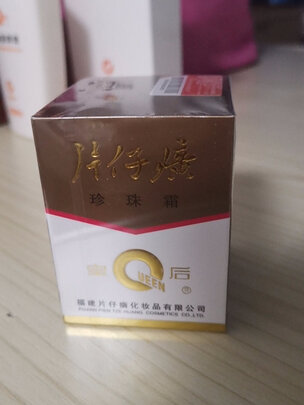 片仔癀
珍珠霜
皇 QUEEN 后
福建片仔癀化妆品有限公司
FUJIAN PIEN TZE HUANG COSMETICS CO.,LTD.